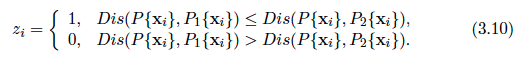 z_i = { 1, Dis(P{x_i}, P_1{x_i}) ≤ Dis(P{x_i}, P_2{x_i}),
0, Dis(P{x_i}, P_1{x_i}) > Dis(P{x_i}, P_2{x_i}). (3.10)